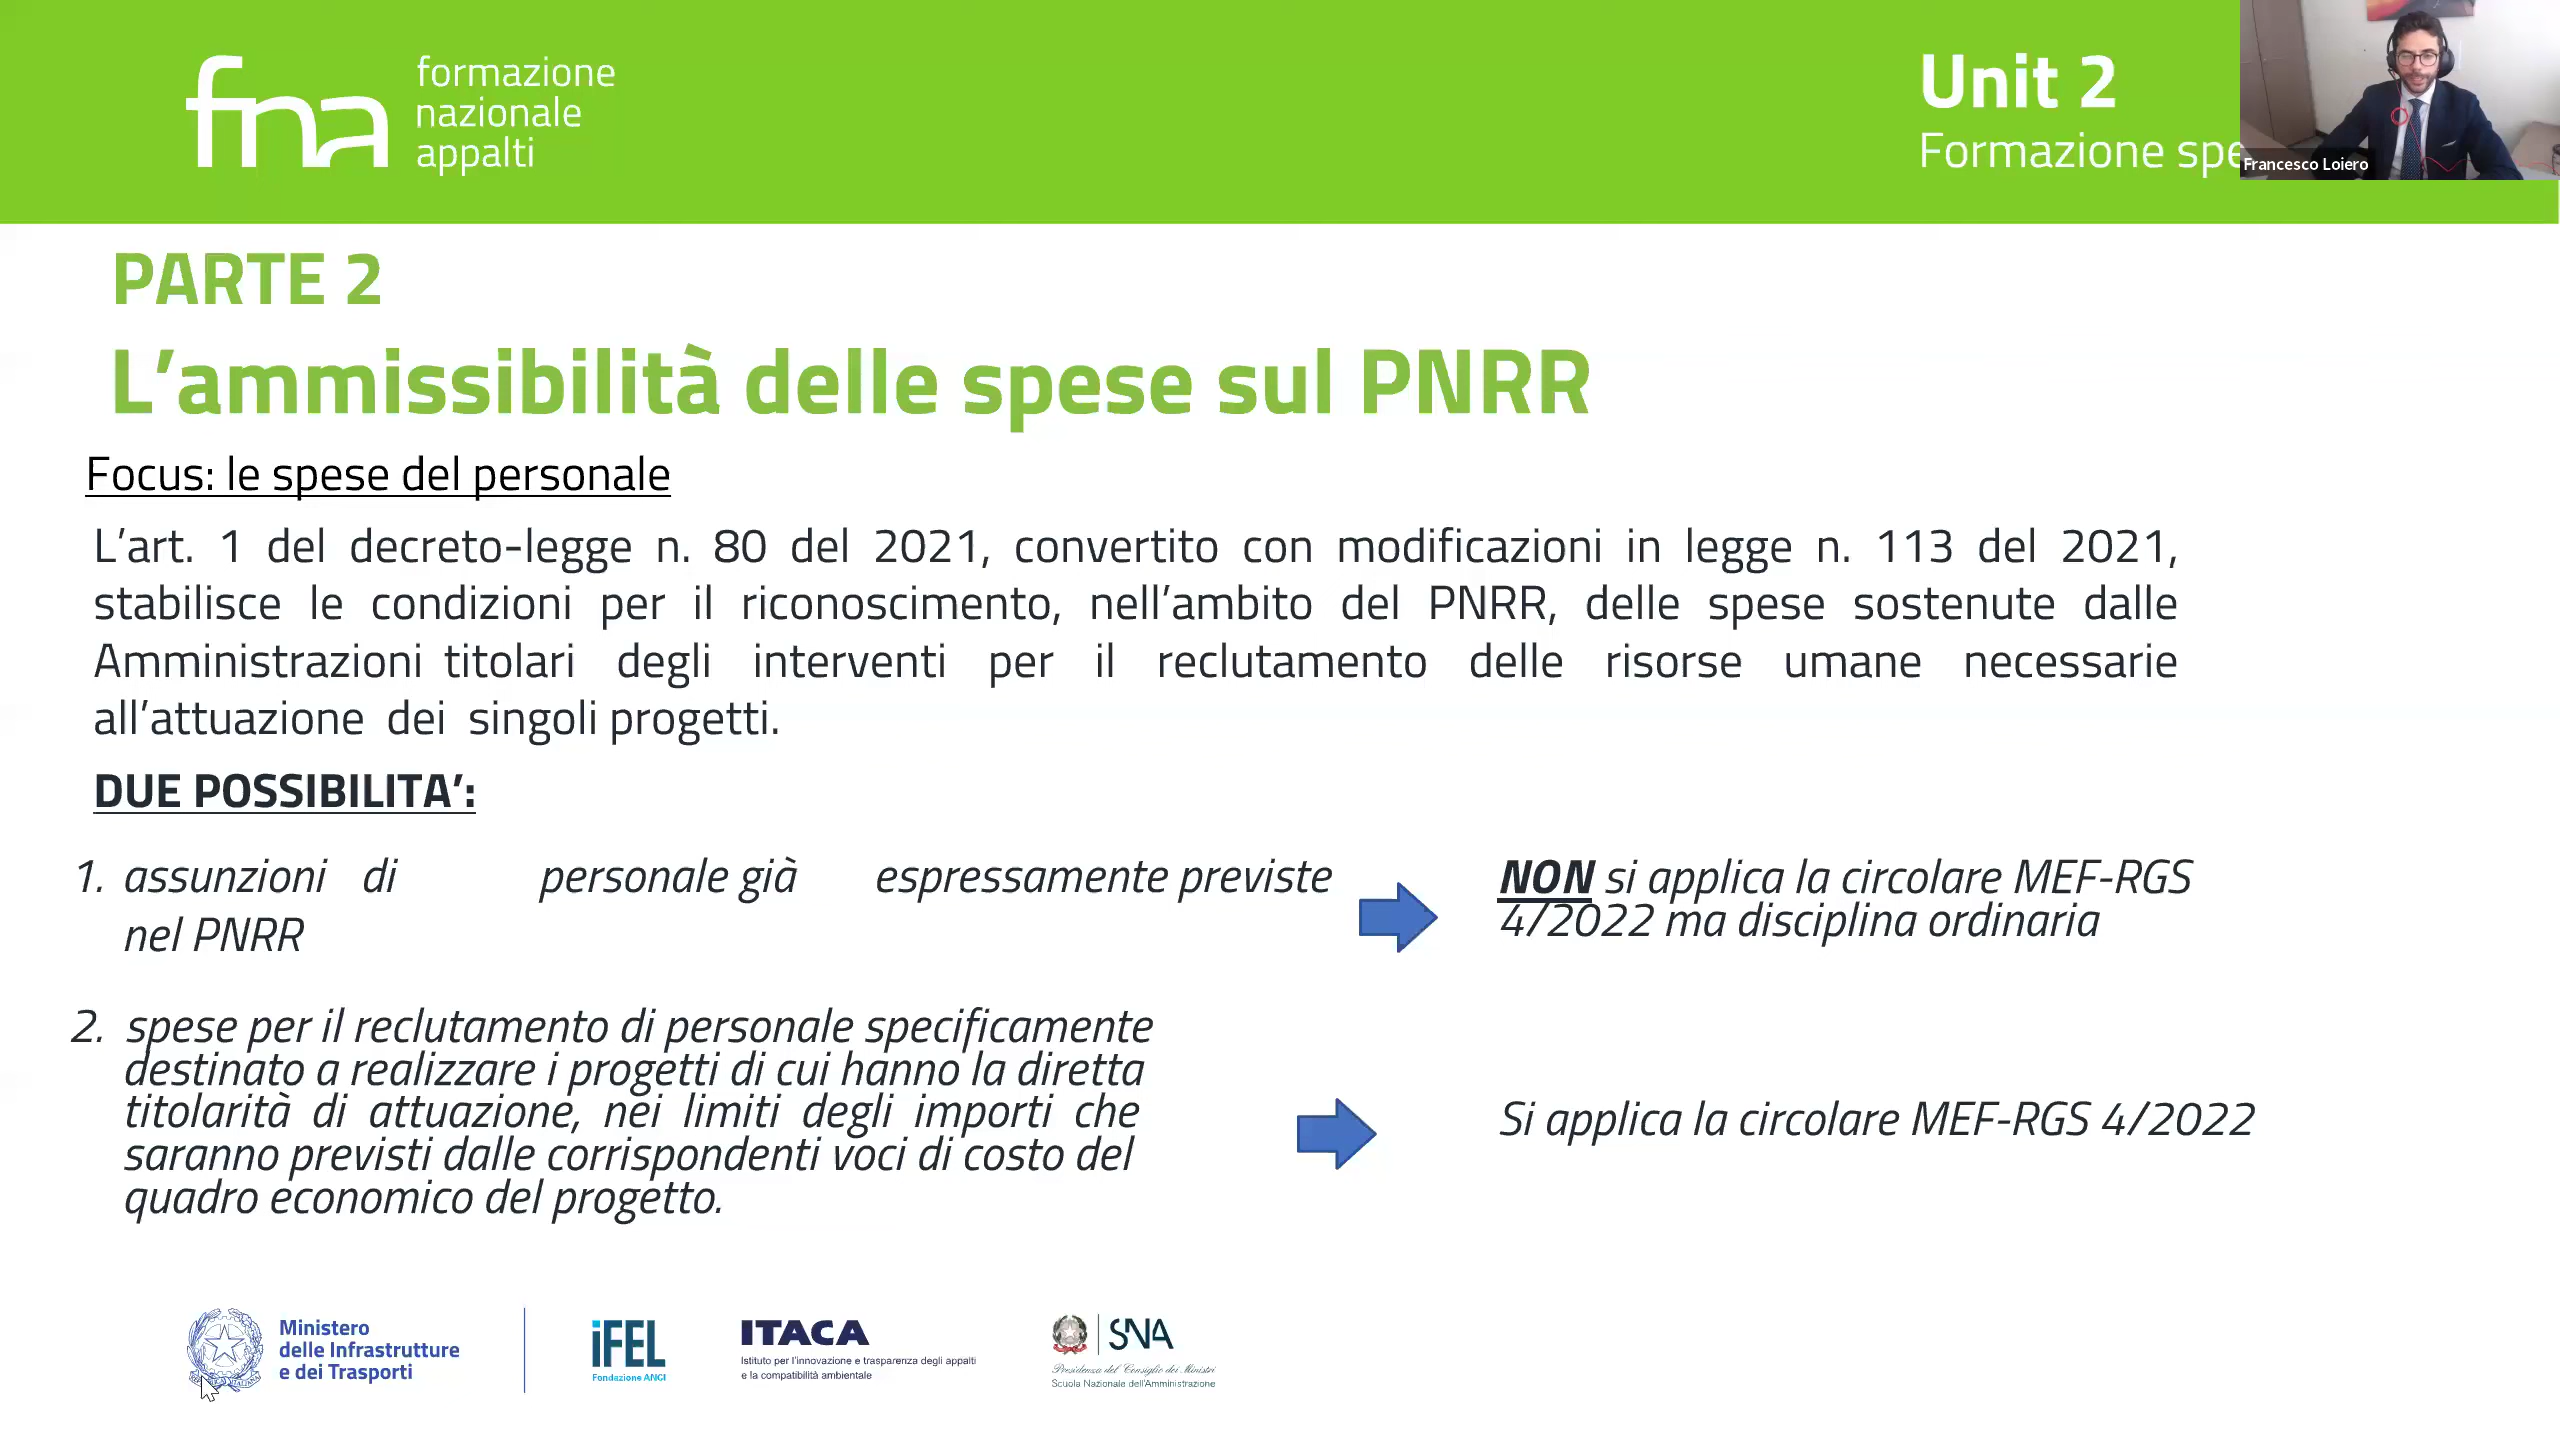 fna
formazione
nazionale
appalti
Unit 2
Formazione spe
Francesco Loiero
PARTE 2
L’ammissibilità delle spese sul PNRR
Focus: le spese del personale
L’art. 1 del decreto-legge n. 80 del 2021, convertito con modificazioni in legge n. 113 del 2021,
stabilisce le condizioni per il riconoscimento, nell’ambito del PNRR, delle spese sostenute dalle
Amministrazioni titolari degli interventi per il reclutamento delle risorse umane necessarie
all’attuazione dei singoli progetti.
DUE POSSIBILITA’:
1. assunzioni di personale già espressamente previste
nel PNRR
NON si applica la circolare MEF-RGS
4/2022 ma disciplina ordinaria
2. spese per il reclutamento di personale specificamente
destinato a realizzare i progetti di cui hanno la diretta
titolarità di attuazione, nei limiti degli importi che
saranno previsti dalle corrispondenti voci di costo del
quadro economico del progetto.
Si applica la circolare MEF-RGS 4/2022
Ministero
delle Infrastrutture
e dei Trasporti
iFEL
Fondazione ANCI
ITACA
Istituto per l'innovazione e trasparenza degli appalti
e la compatibilità ambientale
SNA
Presidenza del Consiglio dei Ministri
Scuola Nazionale dell'Amministrazione